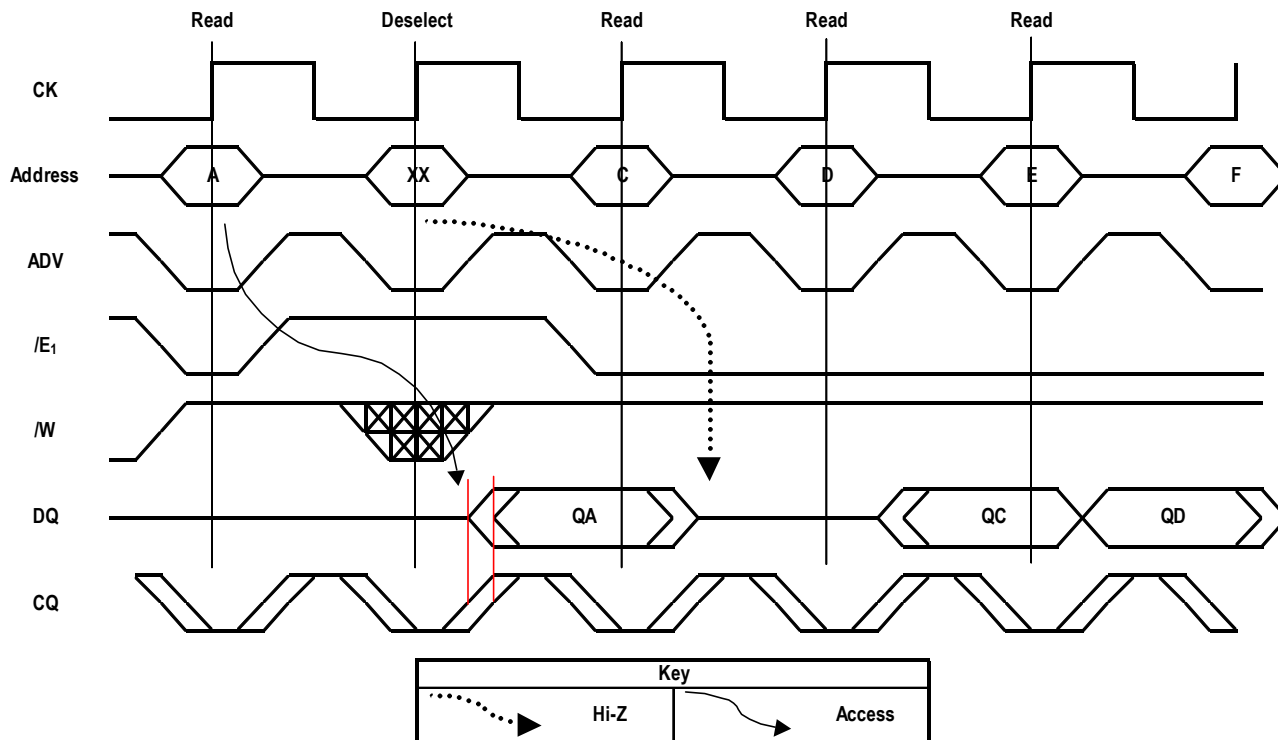 Read Deselect Read Read Read
CK
Address A XX C D E F
ADV
/E1
/W
DQ QA QC QD
CQ
Key
Hi-Z Access